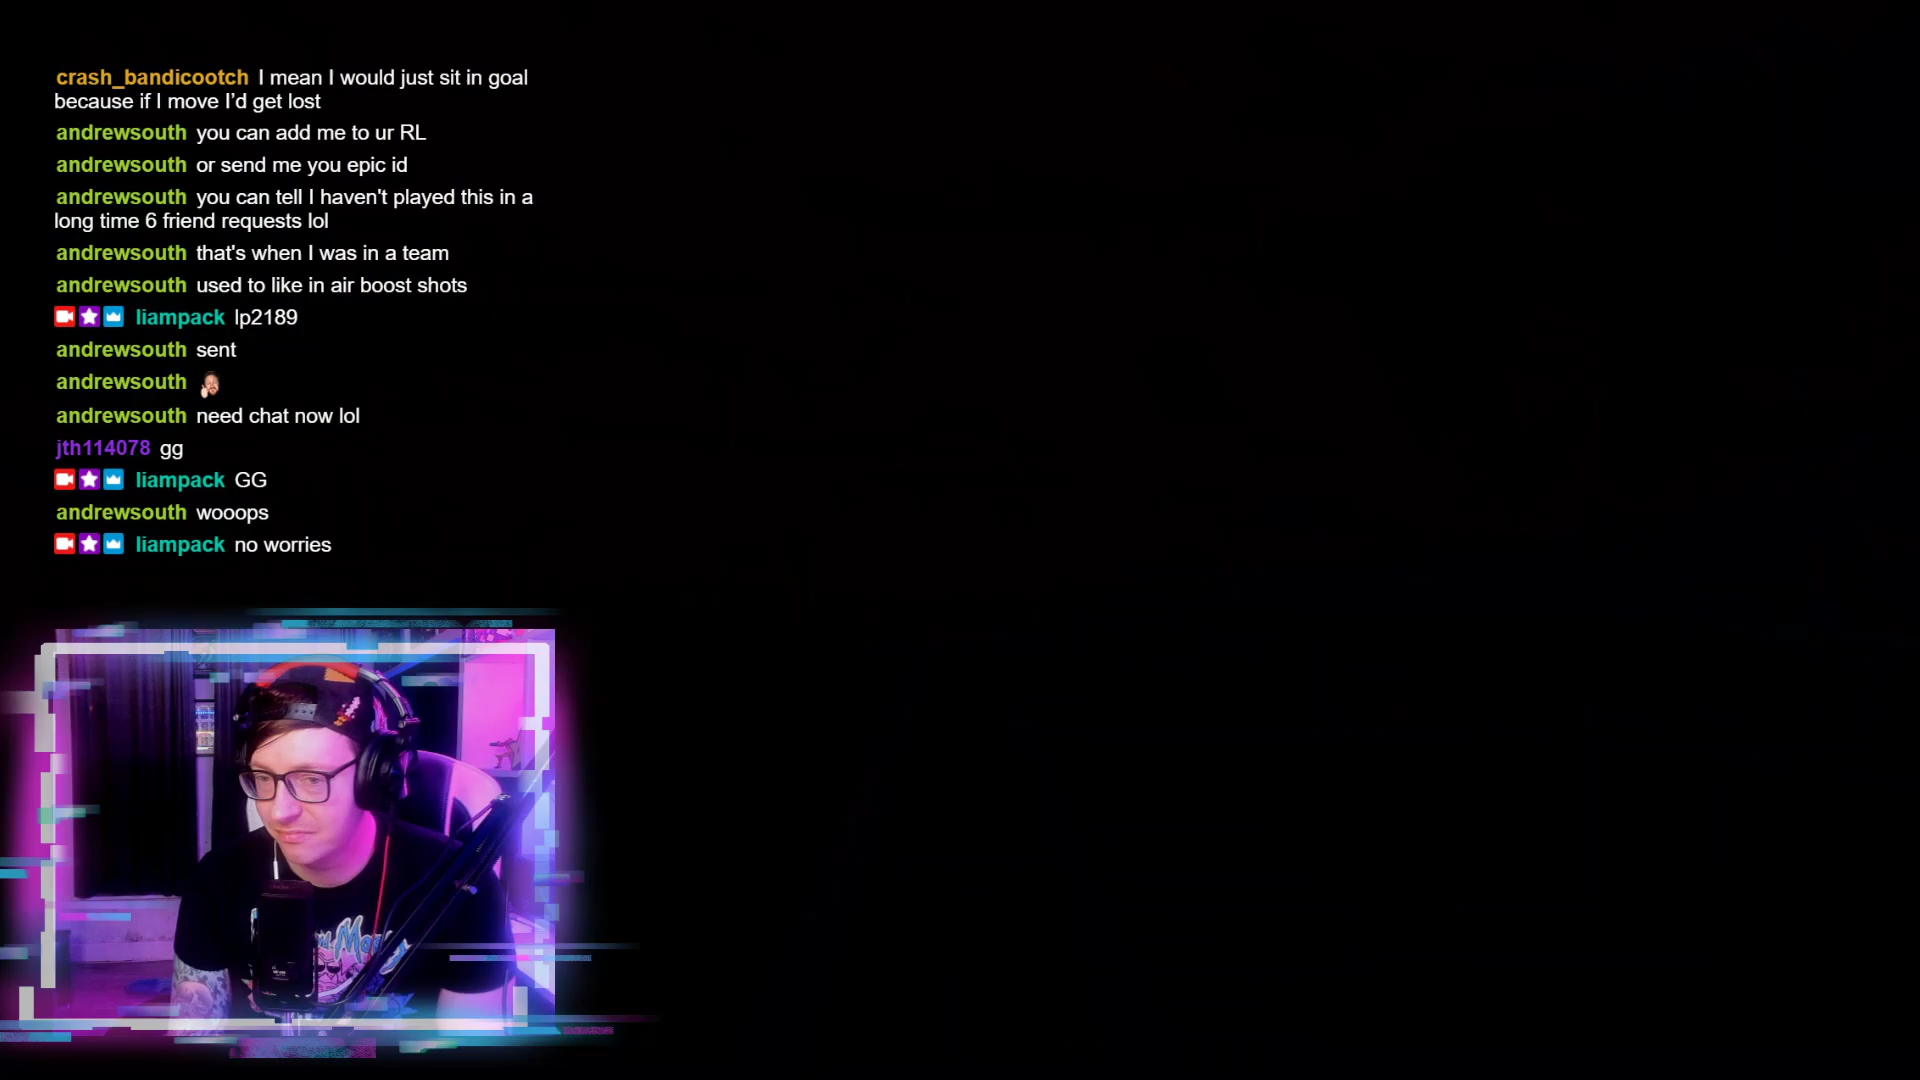 crash_bandicootch I mean I would just sit in goal
because if I move I’d get lost
andrewsouth you can add me to ur RL
andrewsouth or send me you epic id
andrewsouth you can tell I haven't played this in a
long time 6 friend requests lol
andrewsouth that's when I was in a team
andrewsouth used to like in air boost shots
liampack lp2189
andrewsouth sent
andrewsouth
andrewsouth need chat now lol
jth114078 gg
liampack GG
andrewsouth wooops
liampack no worries